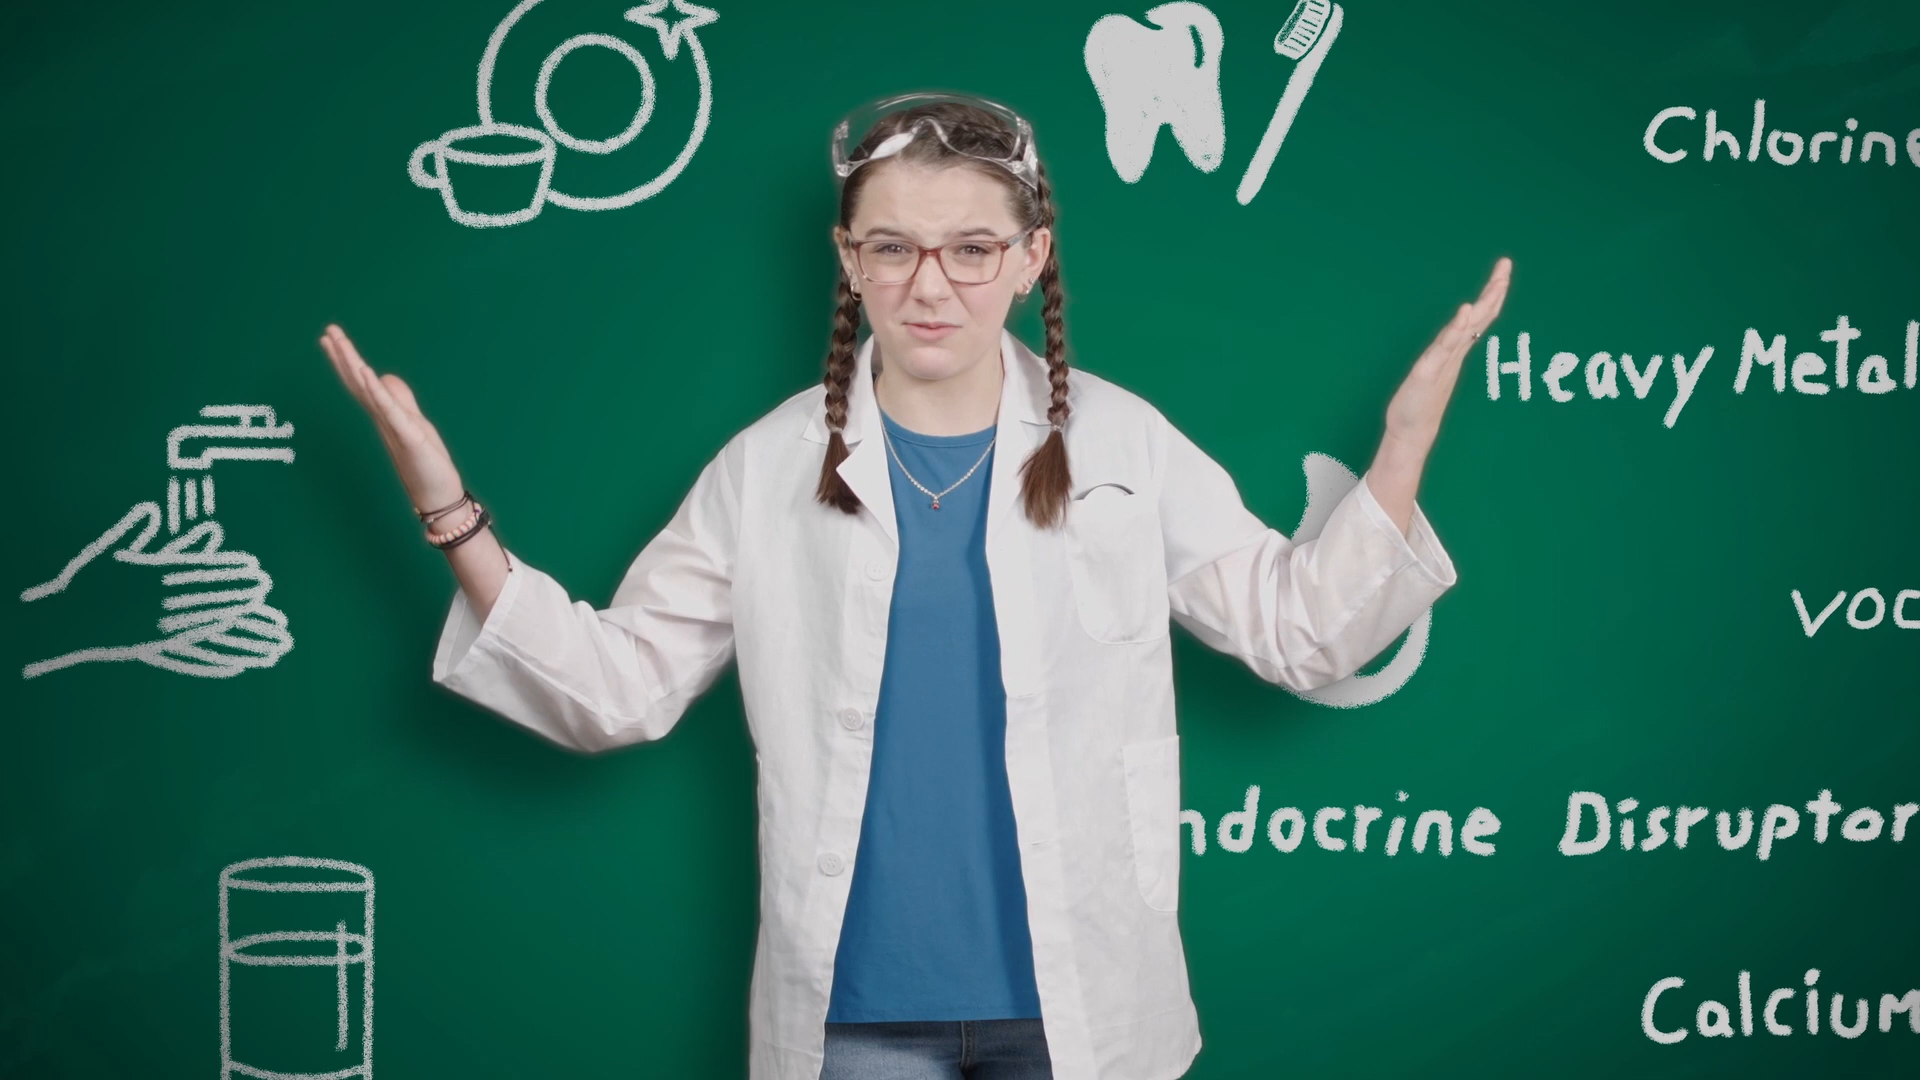 Chlorine
Heavy Metal
VOC
ndocrine Disruptor
Calcium